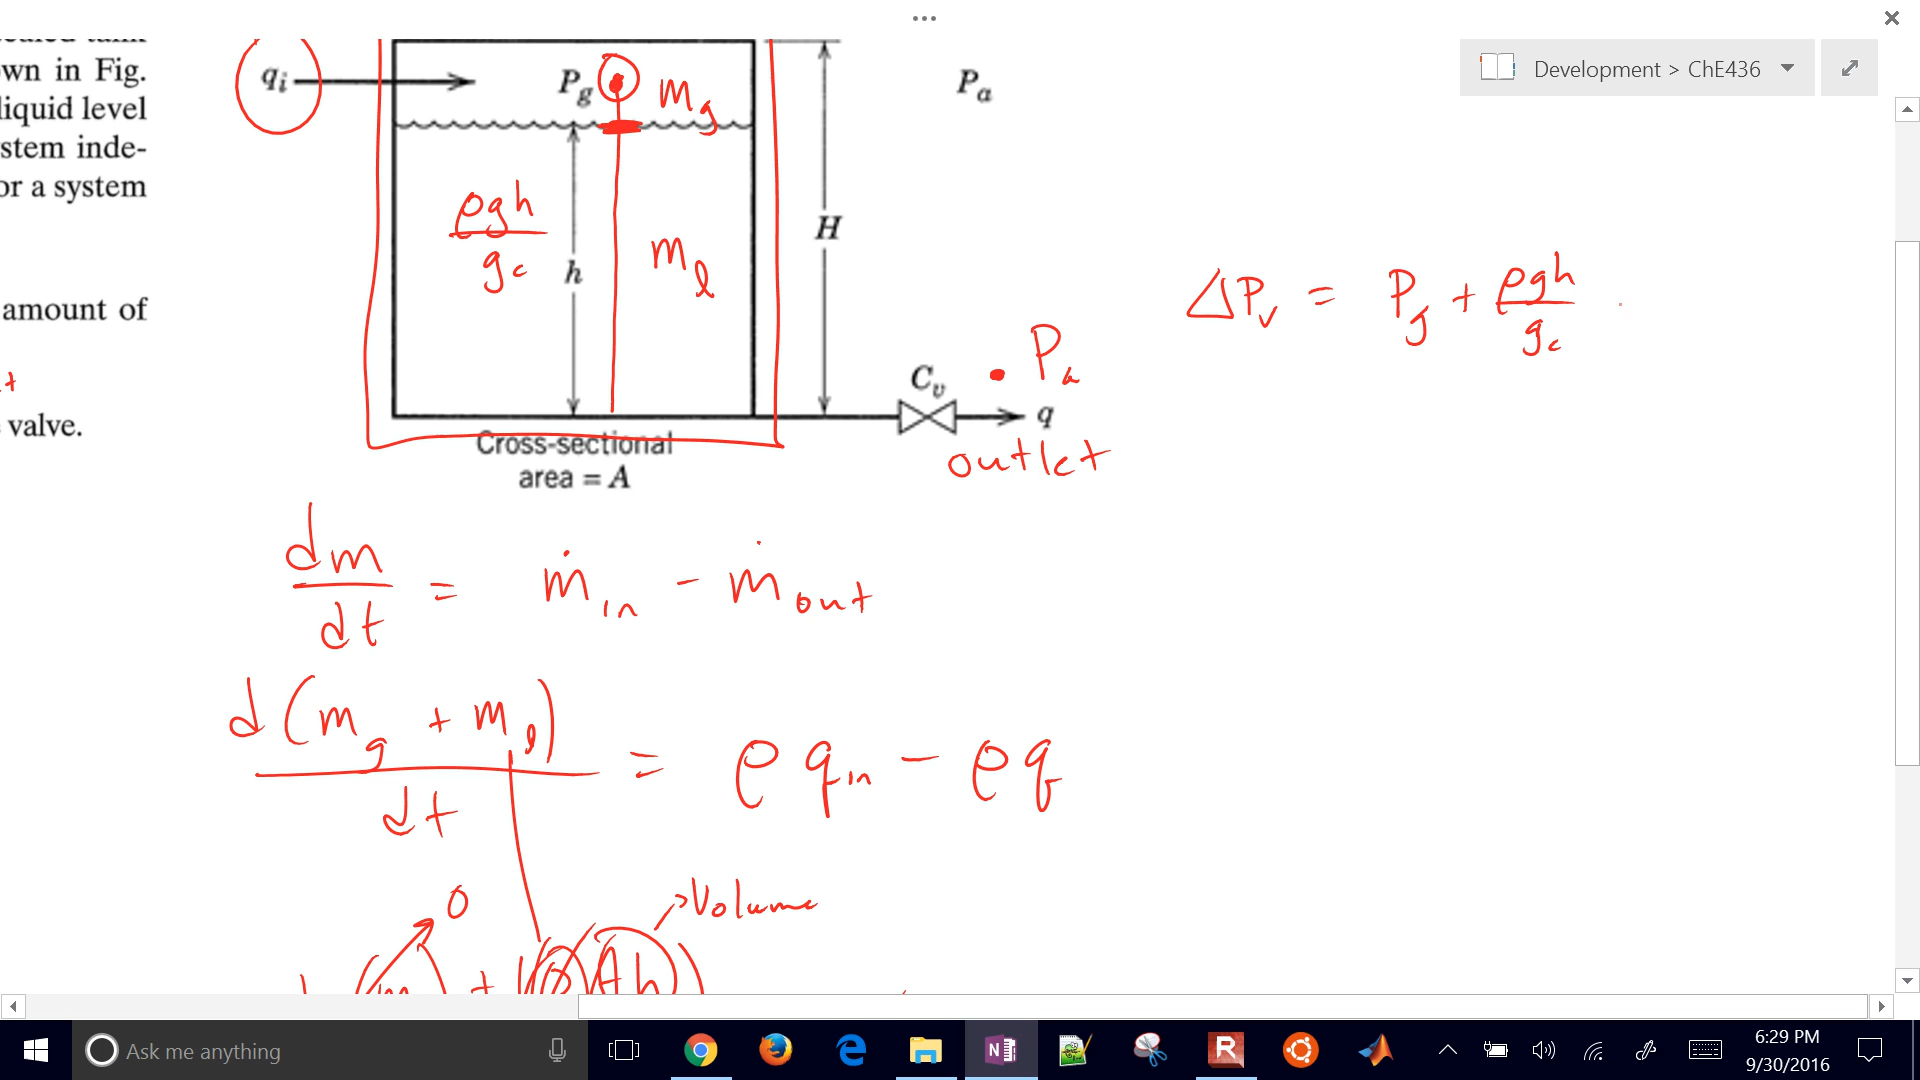 Development > ChE436
wn in Fig.
liquid level
stem inde-
or a system
amount of
valve.
qi
Pg
mg
Pa
ρgh
gc
h
ml
H
Cv
Pa
q
outlet
Cross-sectional
area = A
ΔPv = Pg + ρgh
gc
dm
dt
= ṁin - ṁout
d(mg + ml)
dt
= ρqin - ρq
0
Volume
+ ρ Ah
Ask me anything
6:29 PM
9/30/2016